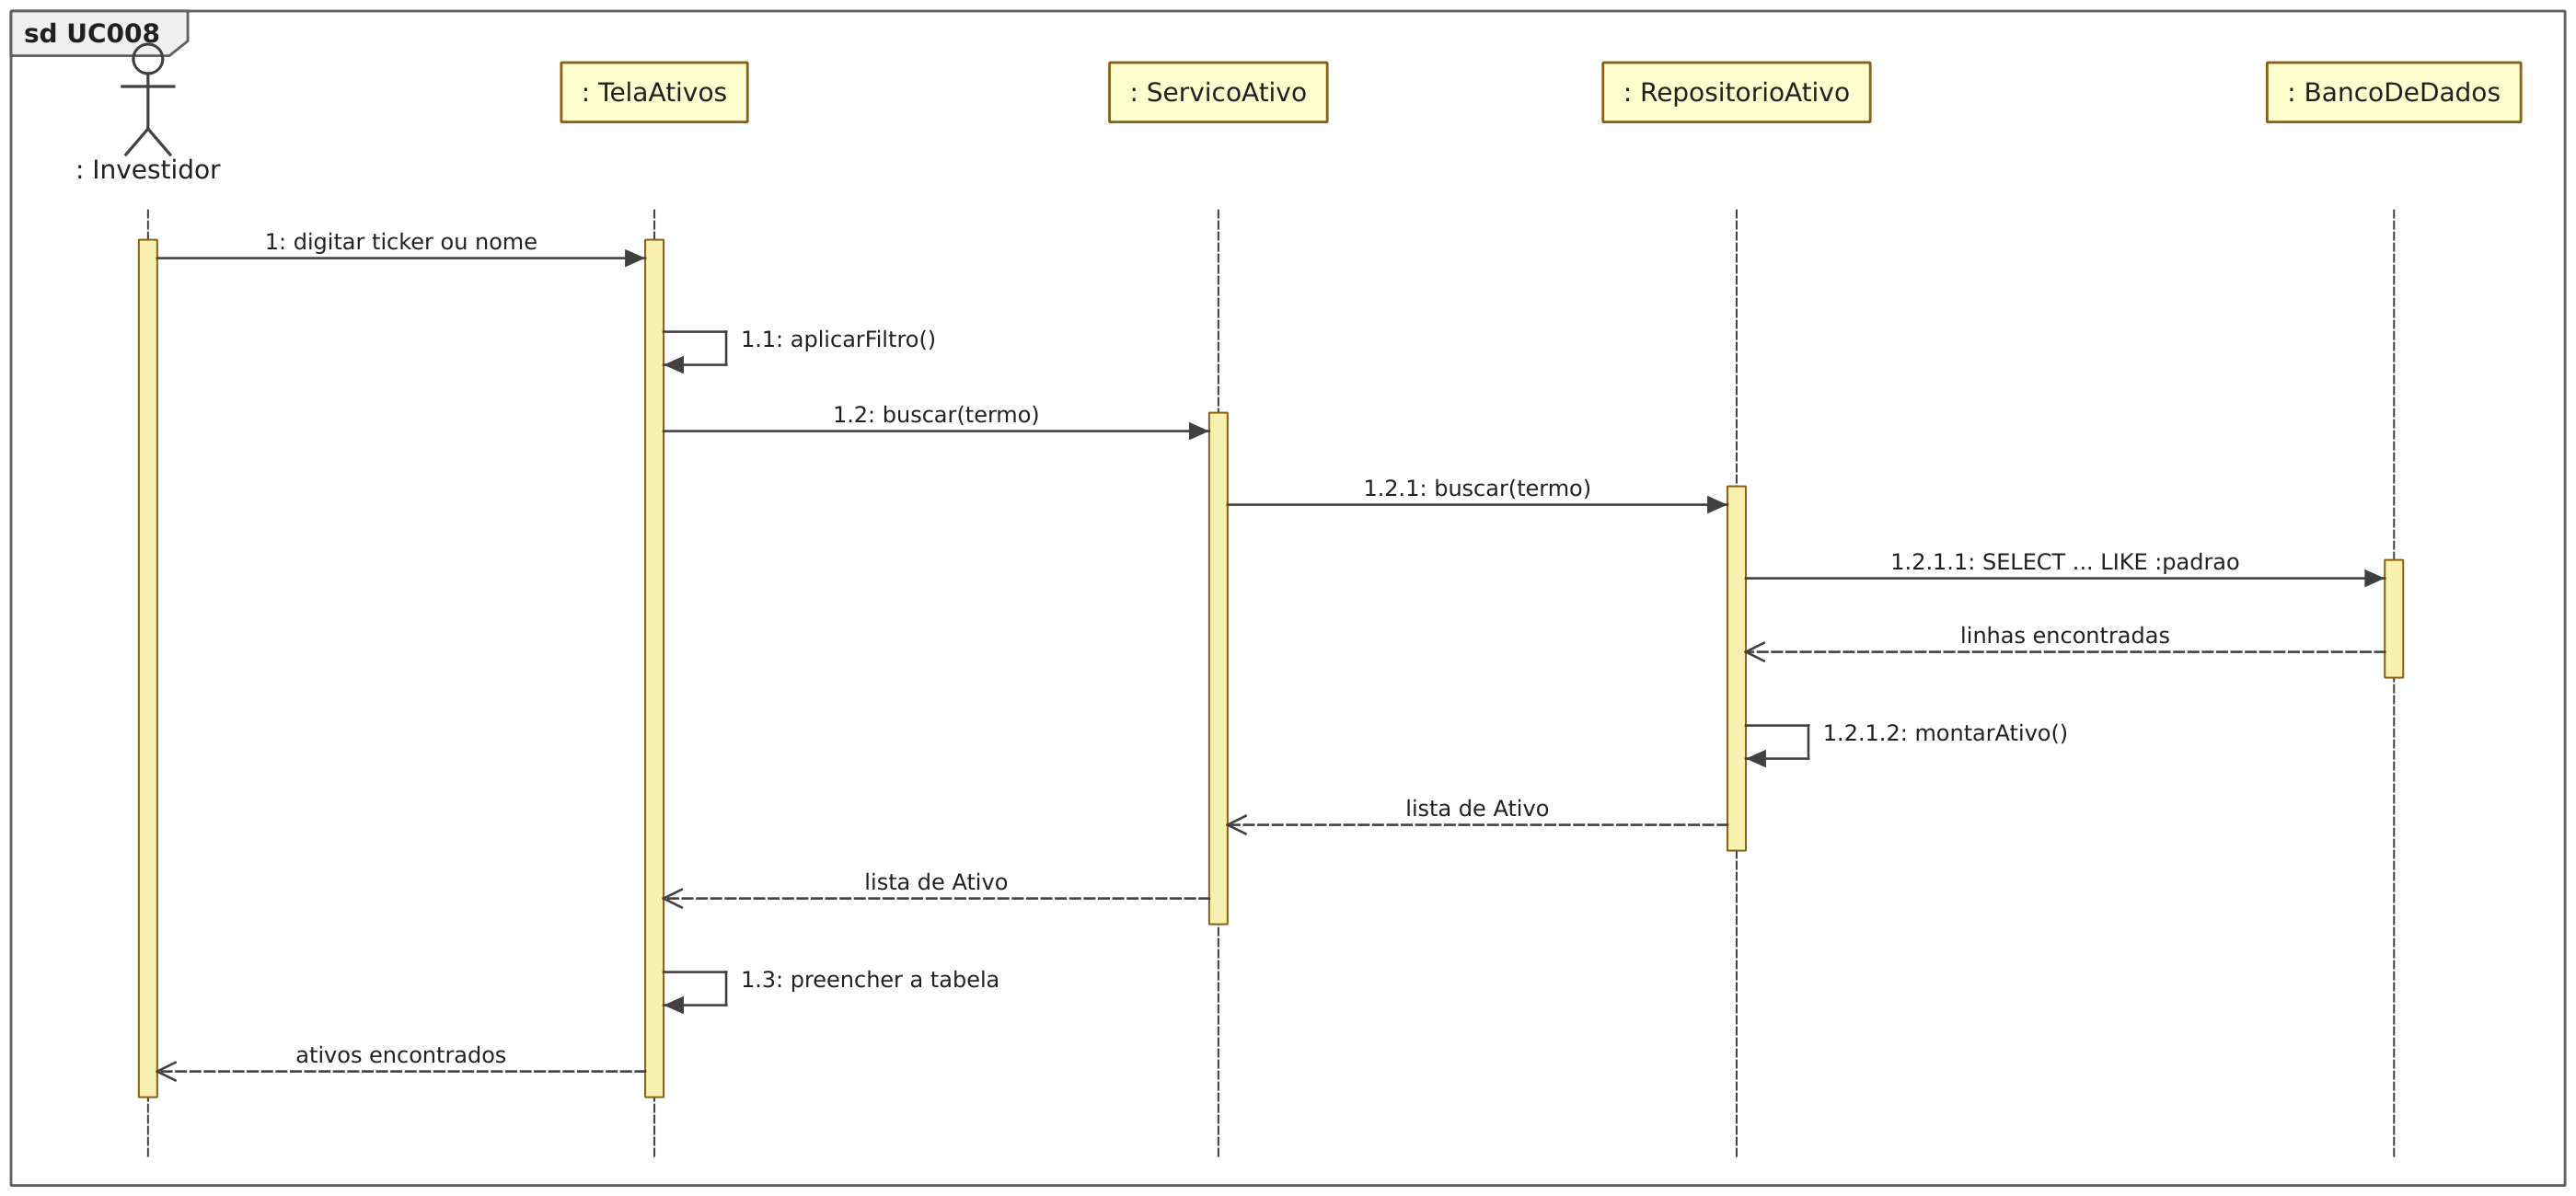 sd UC008
: Investidor
: TelaAtivos
: ServicoAtivo
: RepositorioAtivo
: BancoDeDados
1: digitar ticker ou nome
1.1: aplicarFiltro()
1.2: buscar(termo)
1.2.1: buscar(termo)
1.2.1.1: SELECT ... LIKE :padrao
linhas encontradas
1.2.1.2: montarAtivo()
lista de Ativo
lista de Ativo
1.3: preencher a tabela
ativos encontrados